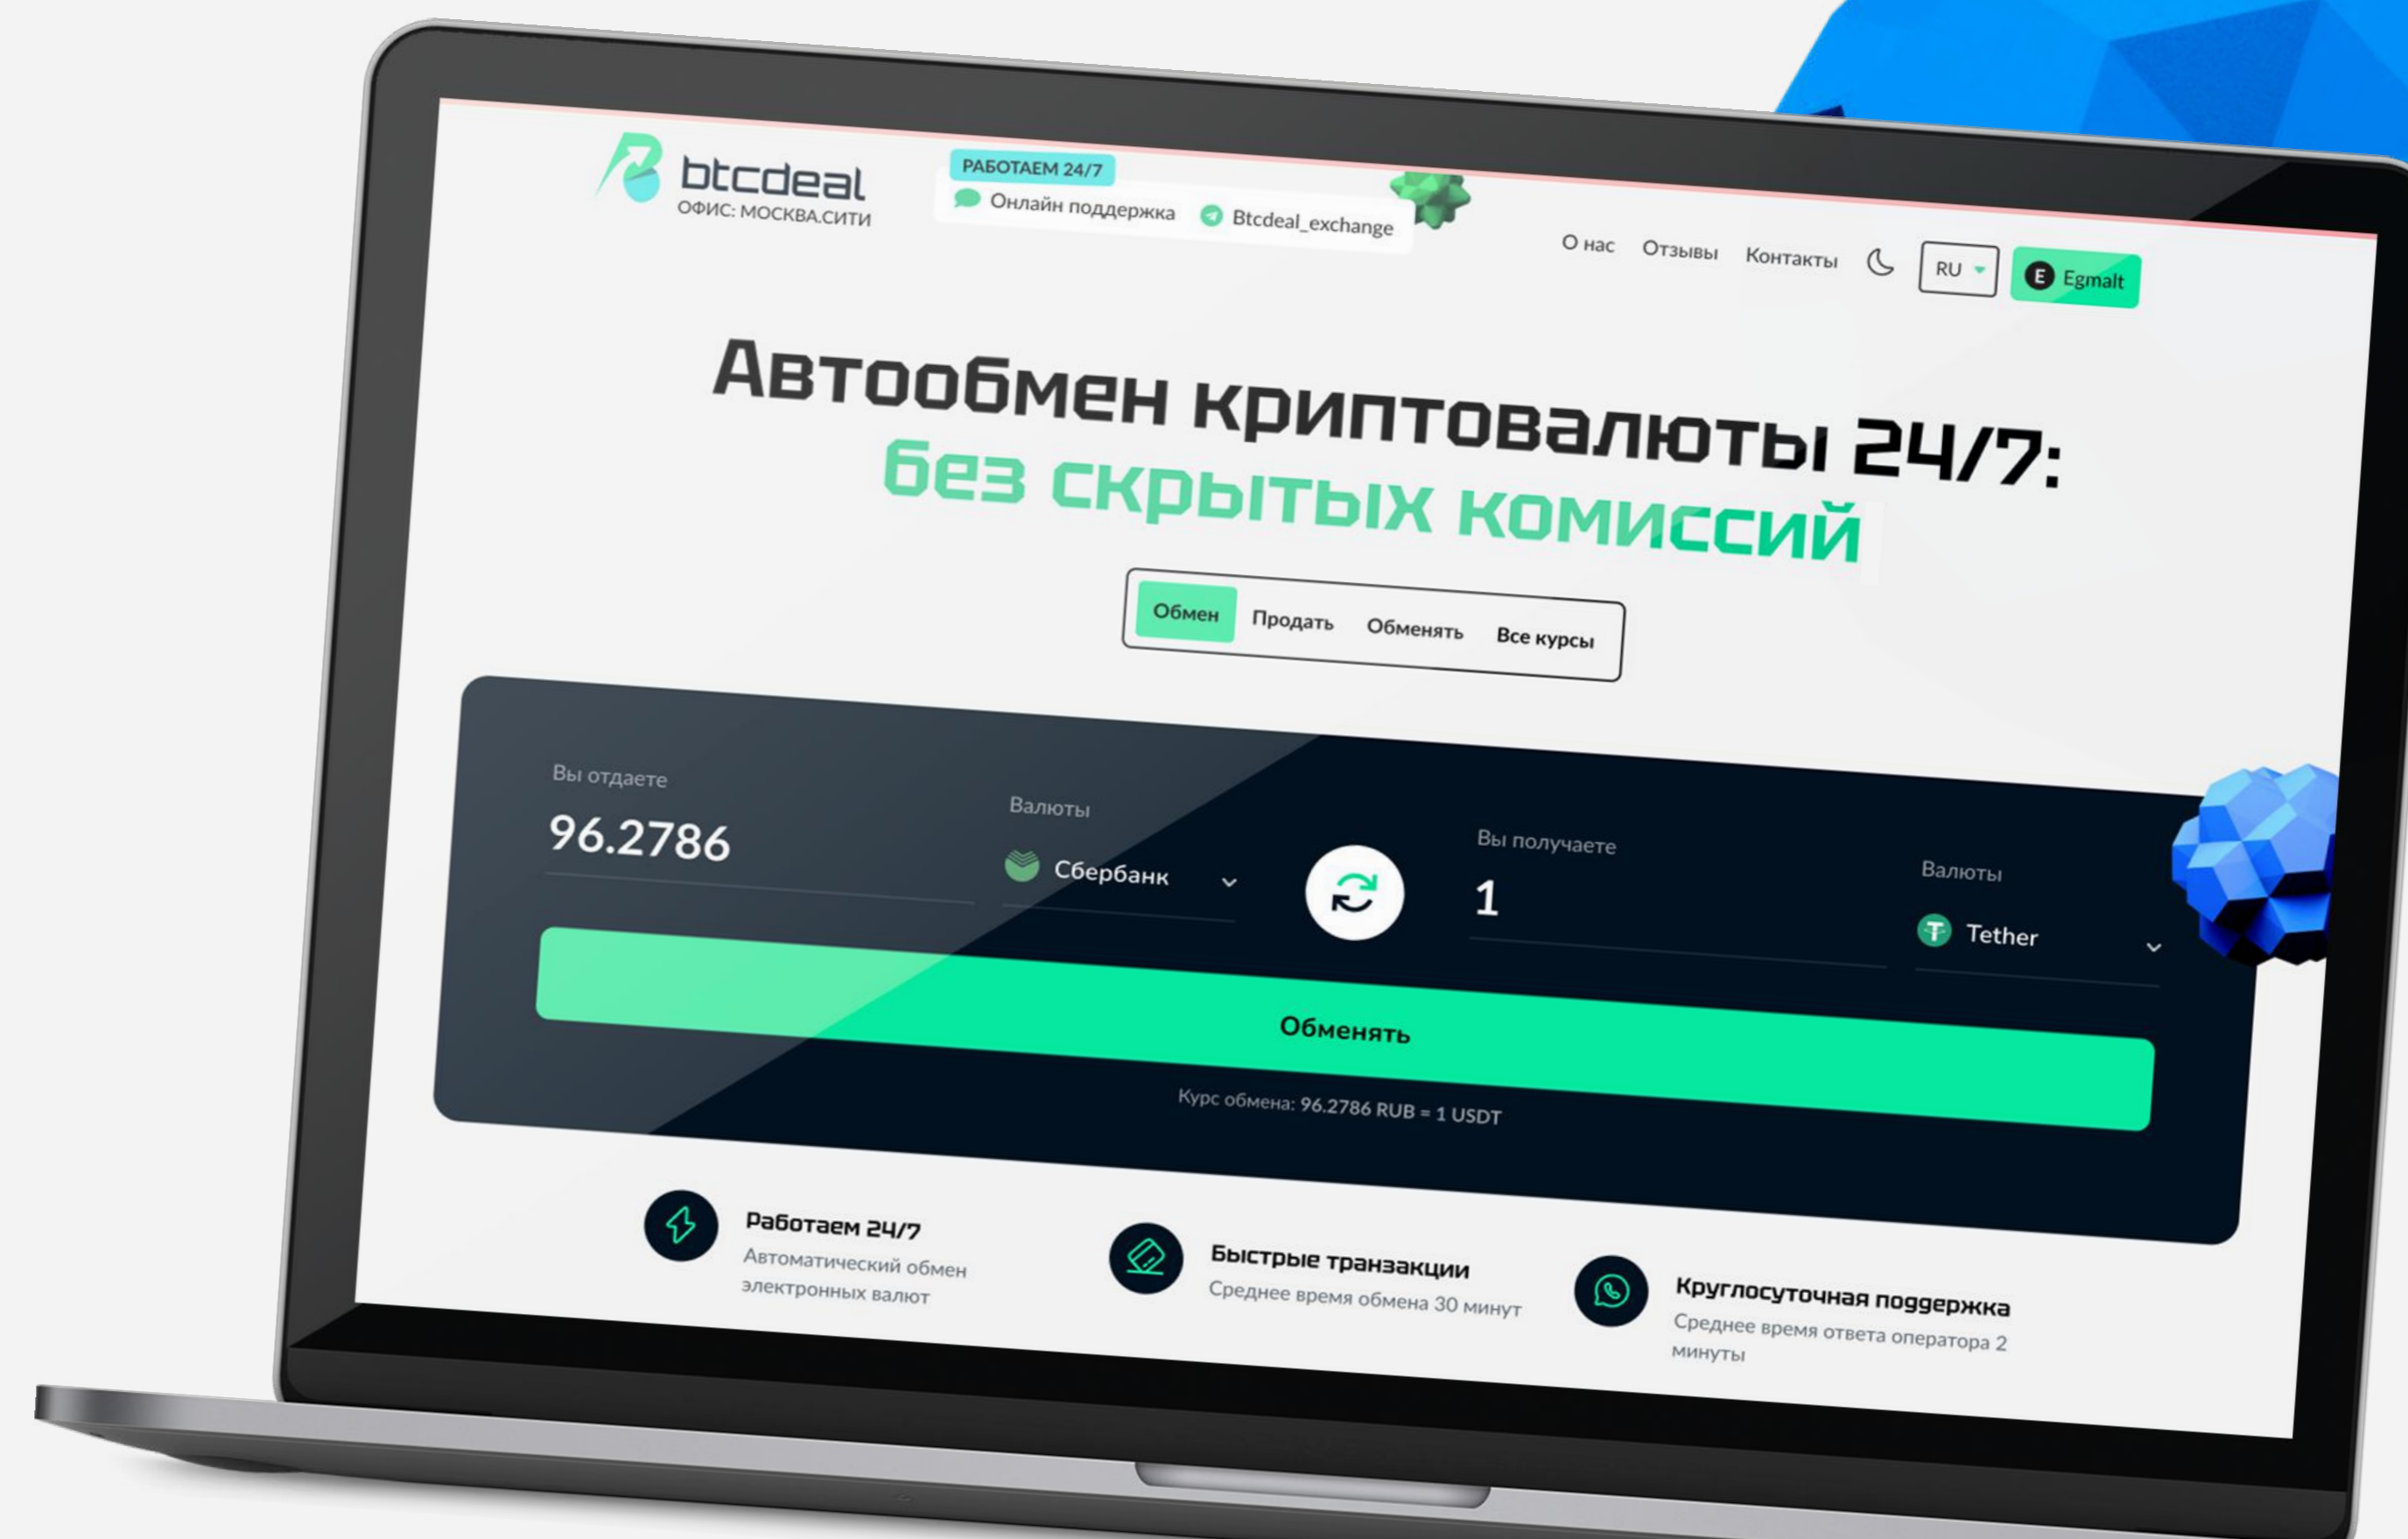 btcdeal
ОФИС: МОСКВА.СИТИ
РАБОТАЕМ 24/7
Онлайн поддержка Btcdeal_exchange
О нас Отзывы Контакты RU E Egmalt
Автообмен криптовалюты 24/7:
без скрытых комиссий
Обмен Продать Обменять Все курсы
Вы отдаете Валюты Вы получаете Валюты
96.2786 Сбербанк 1 Tether
Обменять
Курс обмена: 96.2786 RUB = 1 USDT
Работаем 24/7
Автоматический обмен
электронных валют
Быстрые транзакции
Среднее время обмена 30 минут
Круглосуточная поддержка
Среднее время ответа оператора 2
минуты